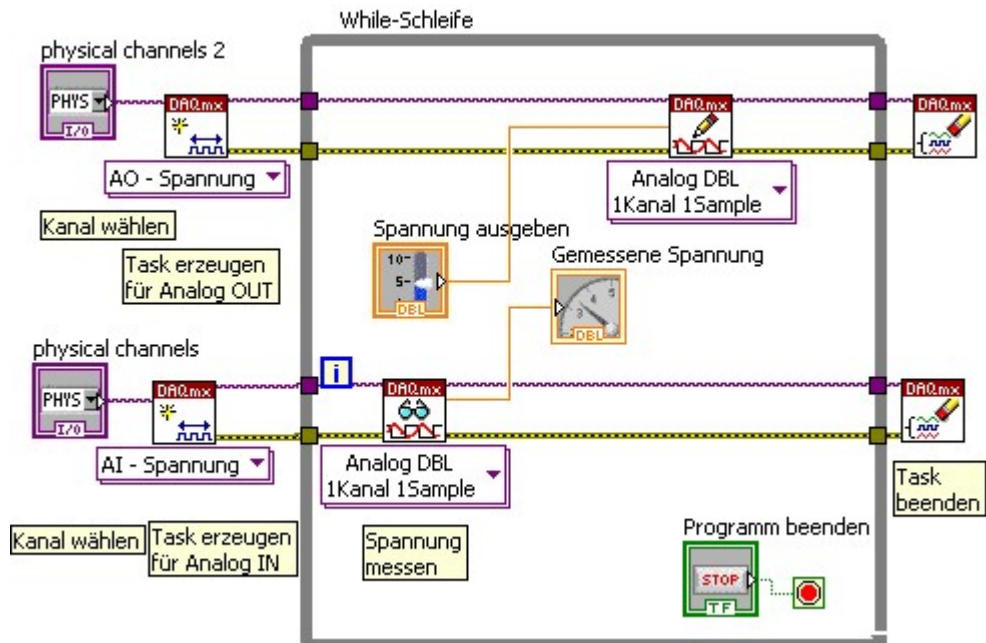 While-Schleife
physical channels 2
PHYS
I/O
DAQmx
AO - Spannung
DAQmx
Analog DBL
1Kanal 1Sample
DAQmx
Kanal wählen
Task erzeugen
für Analog OUT
Spannung ausgeben
10-
5-
DBL
Gemessene Spannung
3
4
5
DBL
physical channels
PHYS
I/O
DAQmx
AI - Spannung
i
DAQmx
Analog DBL
1Kanal 1Sample
DAQmx
Task
beenden
Kanal wählen
Task erzeugen
für Analog IN
Spannung
messen
Programm beenden
STOP
TF